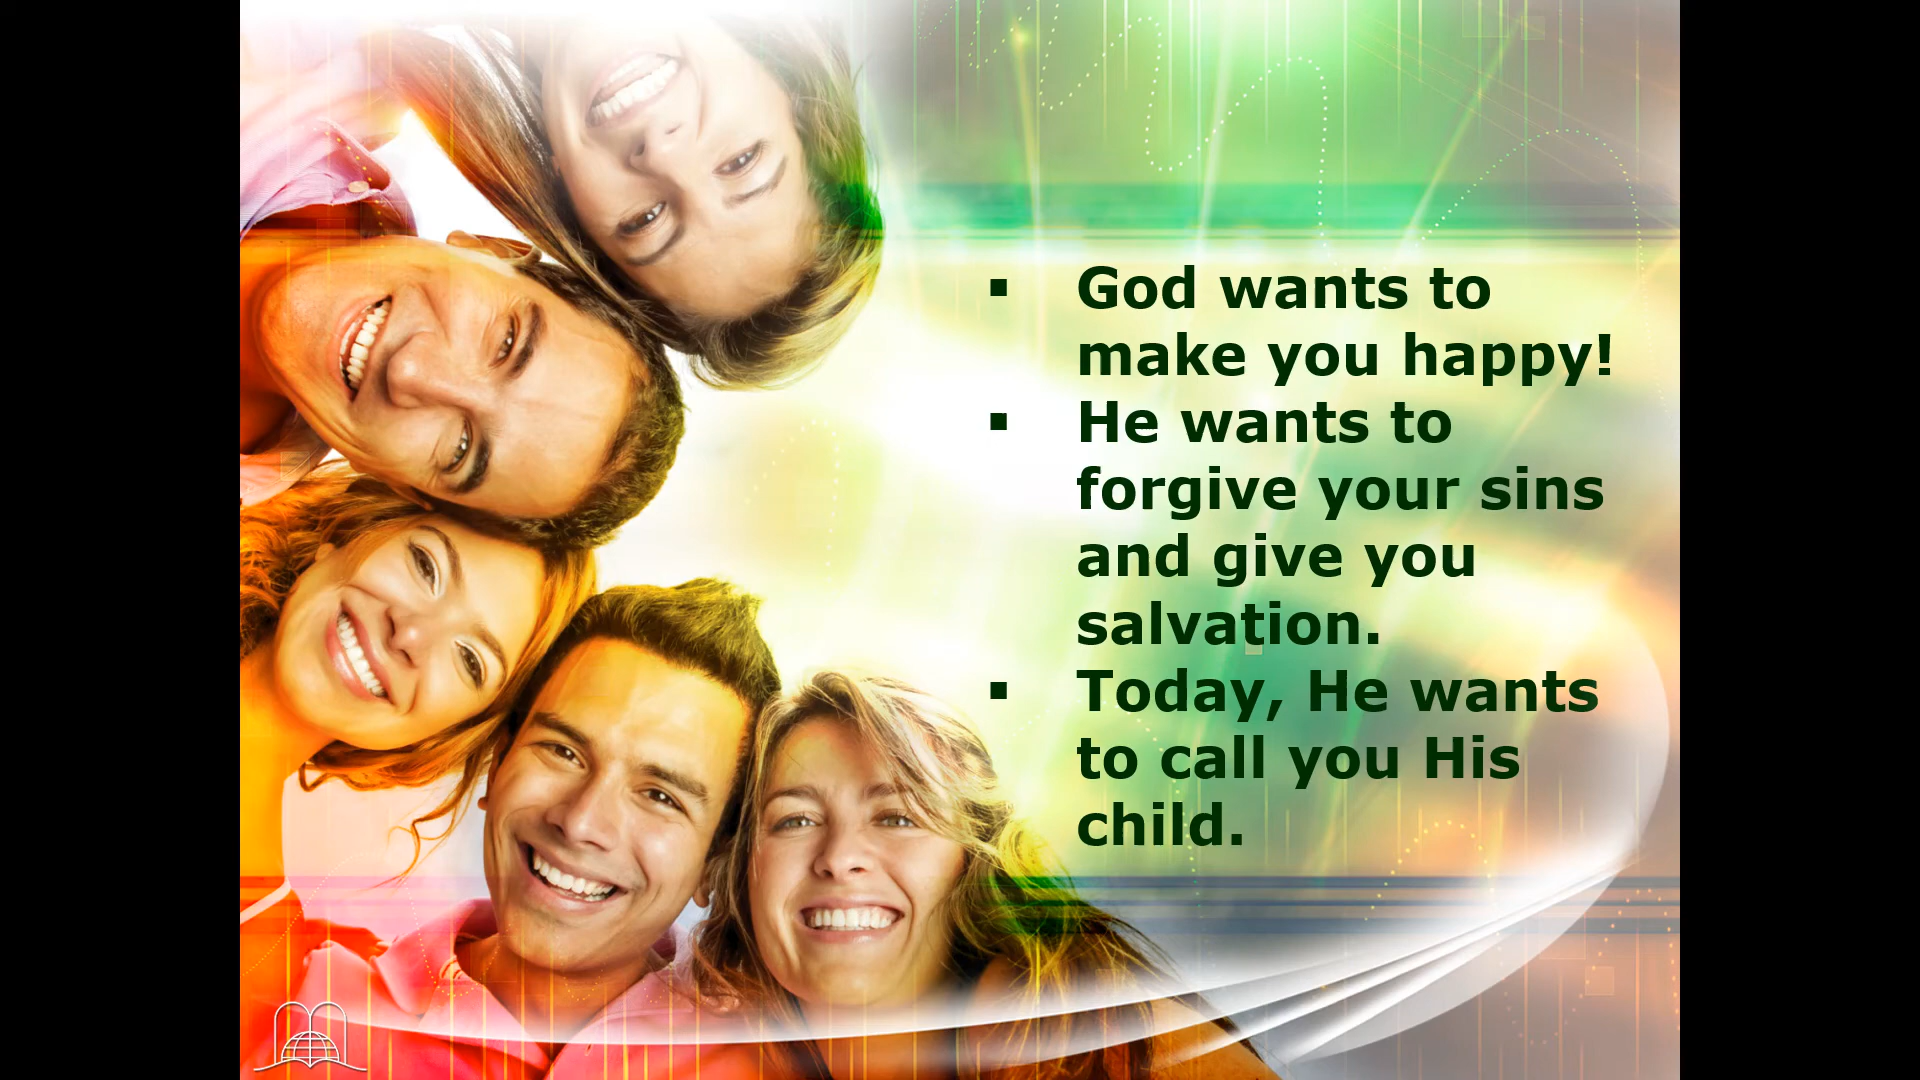 ▪ God wants to
make you happy!
▪ He wants to
forgive your sins
and give you
salvation.
▪ Today, He wants
to call you His
child.